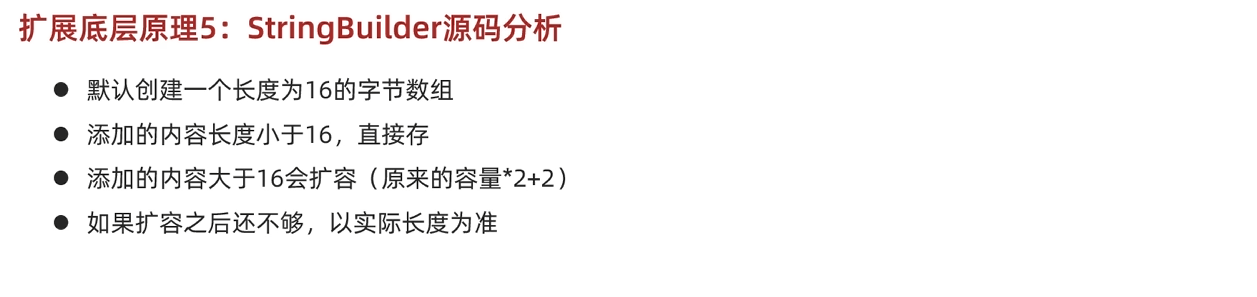 扩展底层原理5：StringBuilder源码分析
● 默认创建一个长度为16的字节数组
● 添加的内容长度小于16，直接存
● 添加的内容大于16会扩容（原来的容量*2+2）
● 如果扩容之后还不够，以实际长度为准